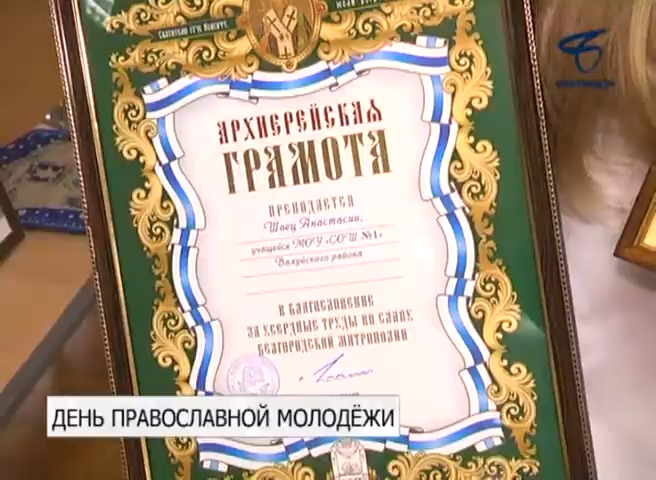 АРХИЕРЕЙСКАЯ
ГРАМОТА
ПРЕПОДАЕТСЯ
Швец Анастасии,
учащейся МОУ «СОШ №1»
Валуйского района
В БЛАГОСЛОВЕНИЕ
ЗА УСЕРДНЫЕ ТРУДЫ ВО СЛАВУ
БЕЛГОРОДСКОЙ МИТРОПОЛИИ
ДЕНЬ ПРАВОСЛАВНОЙ МОЛОДЁЖИ